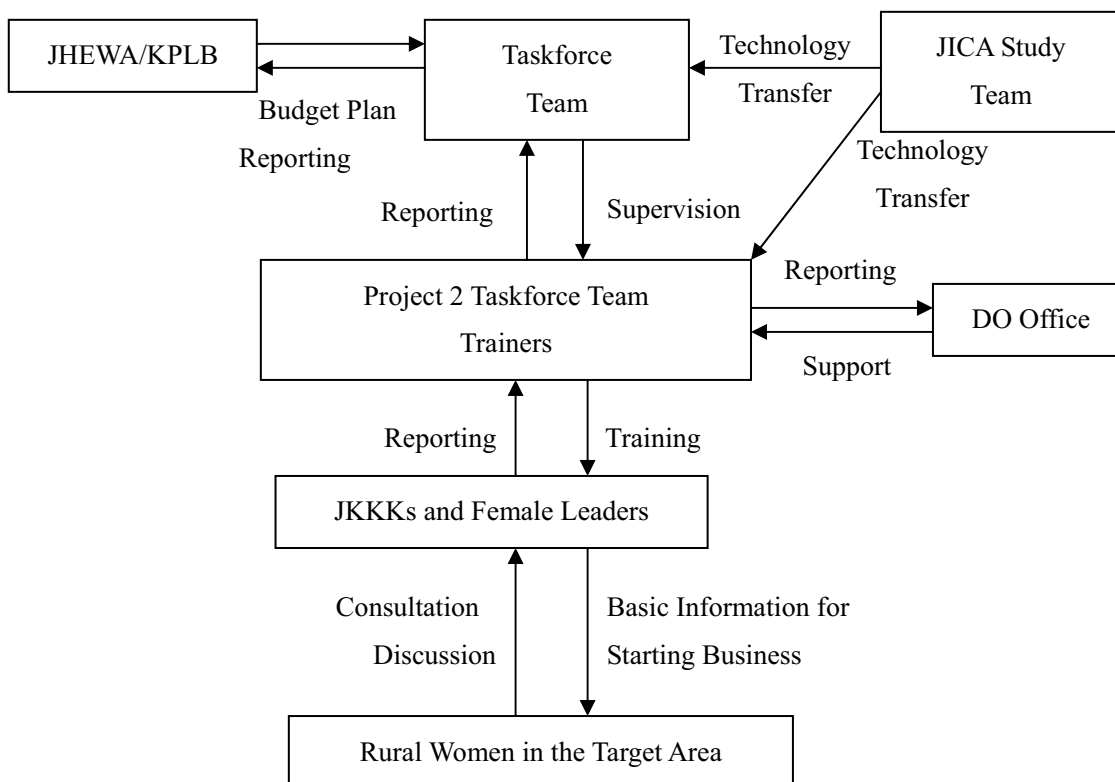 JHEWA/KPLB
Taskforce
Team
Technology
Transfer
JICA Study
Team
Budget Plan
Reporting
Technology
Transfer
Reporting
Supervision
Project 2 Taskforce Team
Trainers
Reporting
DO Office
Support
Reporting
Training
JKKKs and Female Leaders
Consultation
Discussion
Basic Information for
Starting Business
Rural Women in the Target Area